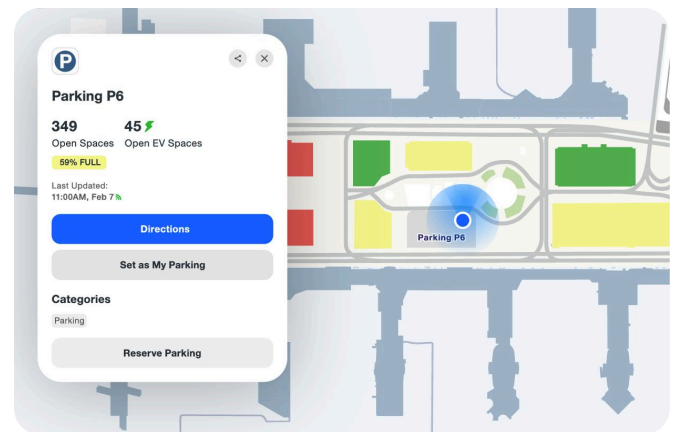 P
Parking P6
349
45
Open Spaces
Open EV Spaces
59% FULL
Last Updated:
11:00AM, Feb 7
Directions
Set as My Parking
Categories
Parking
Reserve Parking
Parking P6